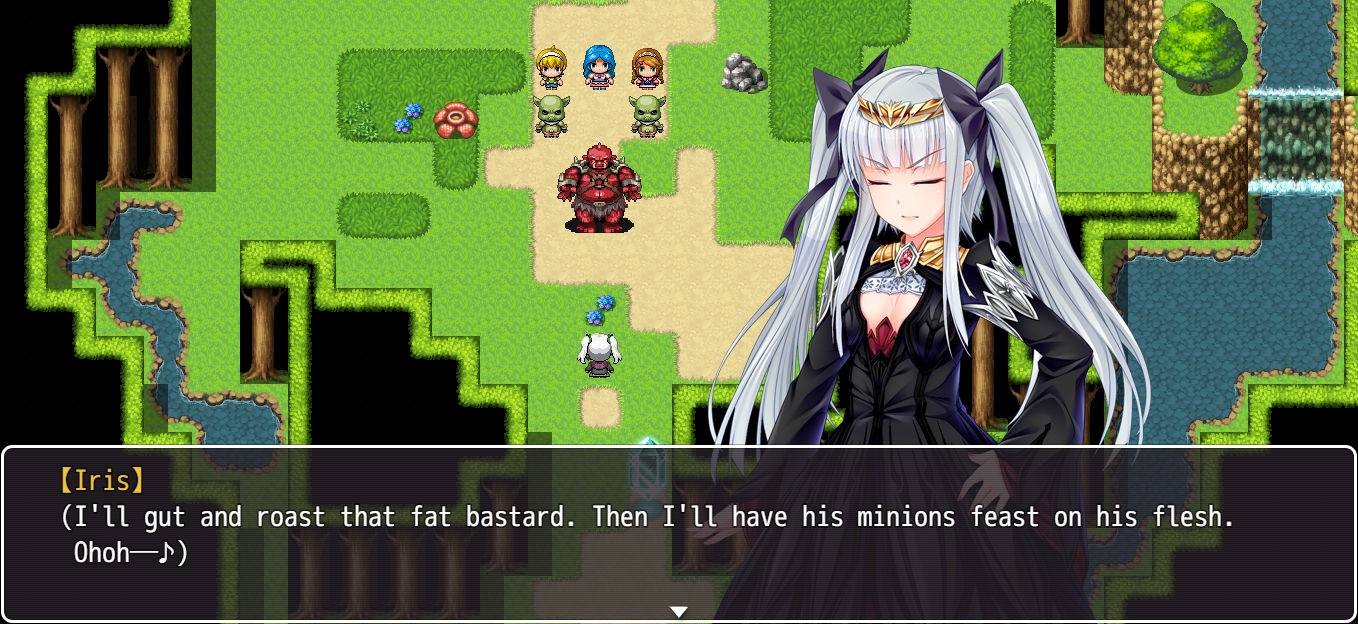 【Iris】
(I'll gut and roast that fat bastard. Then I'll have his minions feast on his flesh.
Ohoh──♪)